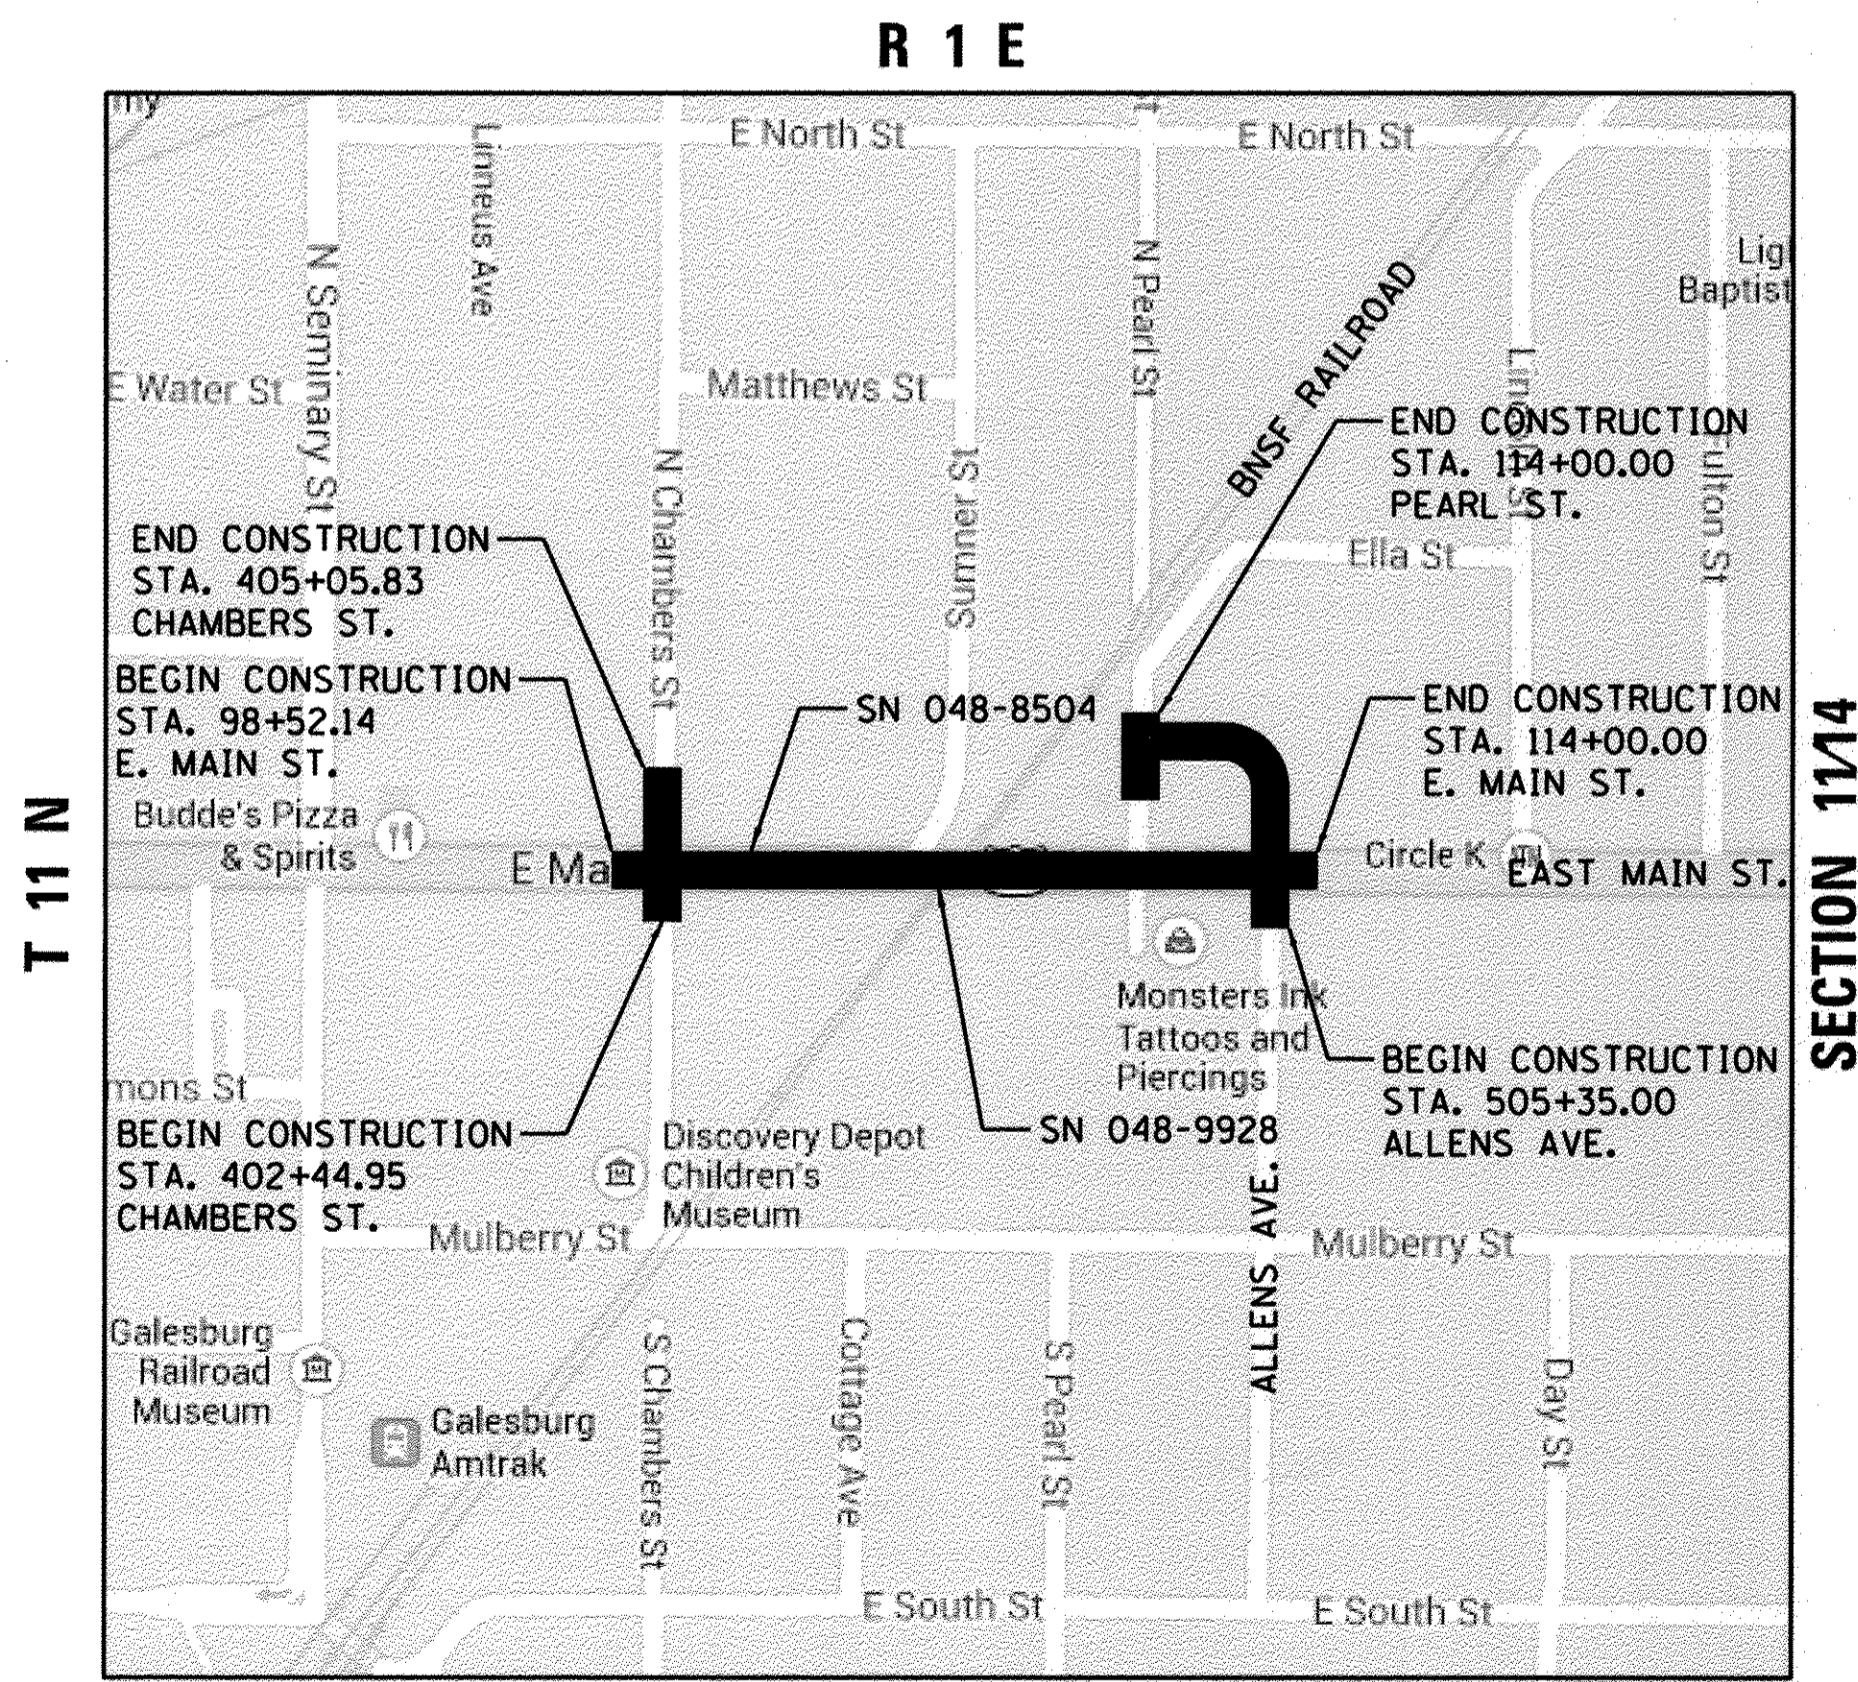 R 1 E
my
E North St
E North St
Linneus Ave
N Seminary St
N Pearl St
Lig
Baptist
BNSF RAILROAD
E Water St
Matthews St
N Chambers St
Sumner St
Fulton St
END CONSTRUCTION
STA. 114+00.00
PEARL ST.
END CONSTRUCTION
STA. 405+05.83
CHAMBERS ST.
Ella St
BEGIN CONSTRUCTION
STA. 98+52.14
E. MAIN ST.
SN 048-8504
END CONSTRUCTION
STA. 114+00.00
E. MAIN ST.
T 11 N
SECTION 11/14
Budde's Pizza
& Spirits
E Ma
Circle K
EAST MAIN ST.
Monsters Ink
Tattoos and
Piercings
mons St
BEGIN CONSTRUCTION
STA. 505+35.00
ALLENS AVE.
SN 048-9928
BEGIN CONSTRUCTION
STA. 402+44.95
CHAMBERS ST.
Discovery Depot
Children's
Museum
Mulberry St
Mulberry St
ALLENS AVE.
Galesburg
Railroad
Museum
Galesburg
Amtrak
S Chambers St
Cottage Ave
S Pearl St
Day St
E South St
E South St